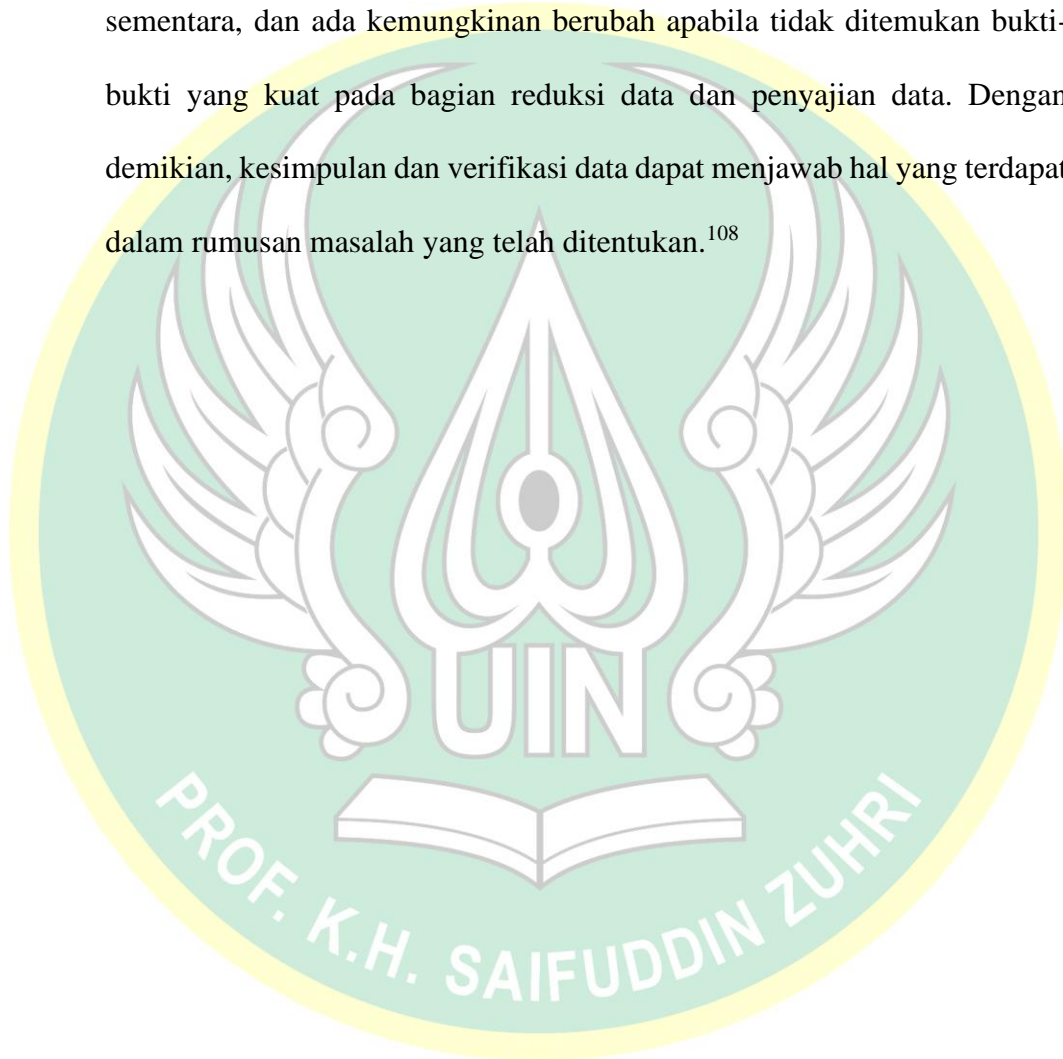 sementara, dan ada kemungkinan berubah apabila tidak ditemukan bukti-
bukti yang kuat pada bagian reduksi data dan penyajian data. Dengan
demikian, kesimpulan dan verifikasi data dapat menjawab hal yang terdapat
dalam rumusan masalah yang telah ditentukan.¹⁰⁸
UIN
PROF. K.H. SAIFUDDIN ZUHRI